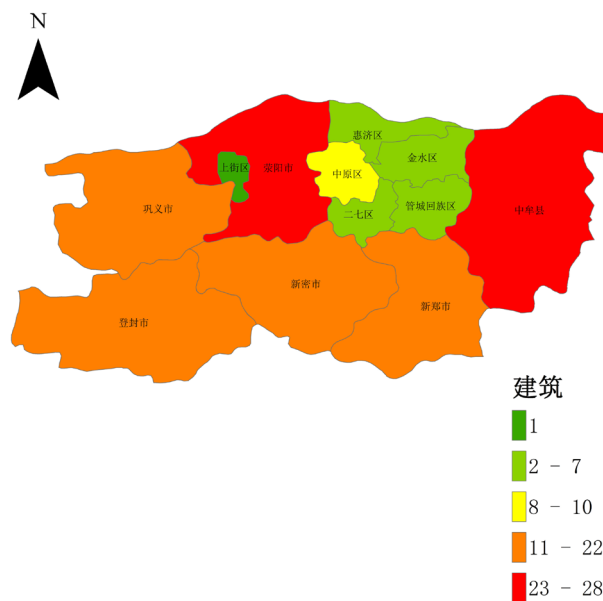 N
惠济区
金水区
上街区
荥阳市
中原区
巩义市
二七区
管城回族区
中牟县
新密市
新郑市
登封市
建筑
1
2 - 7
8 - 10
11 - 22
23 - 28